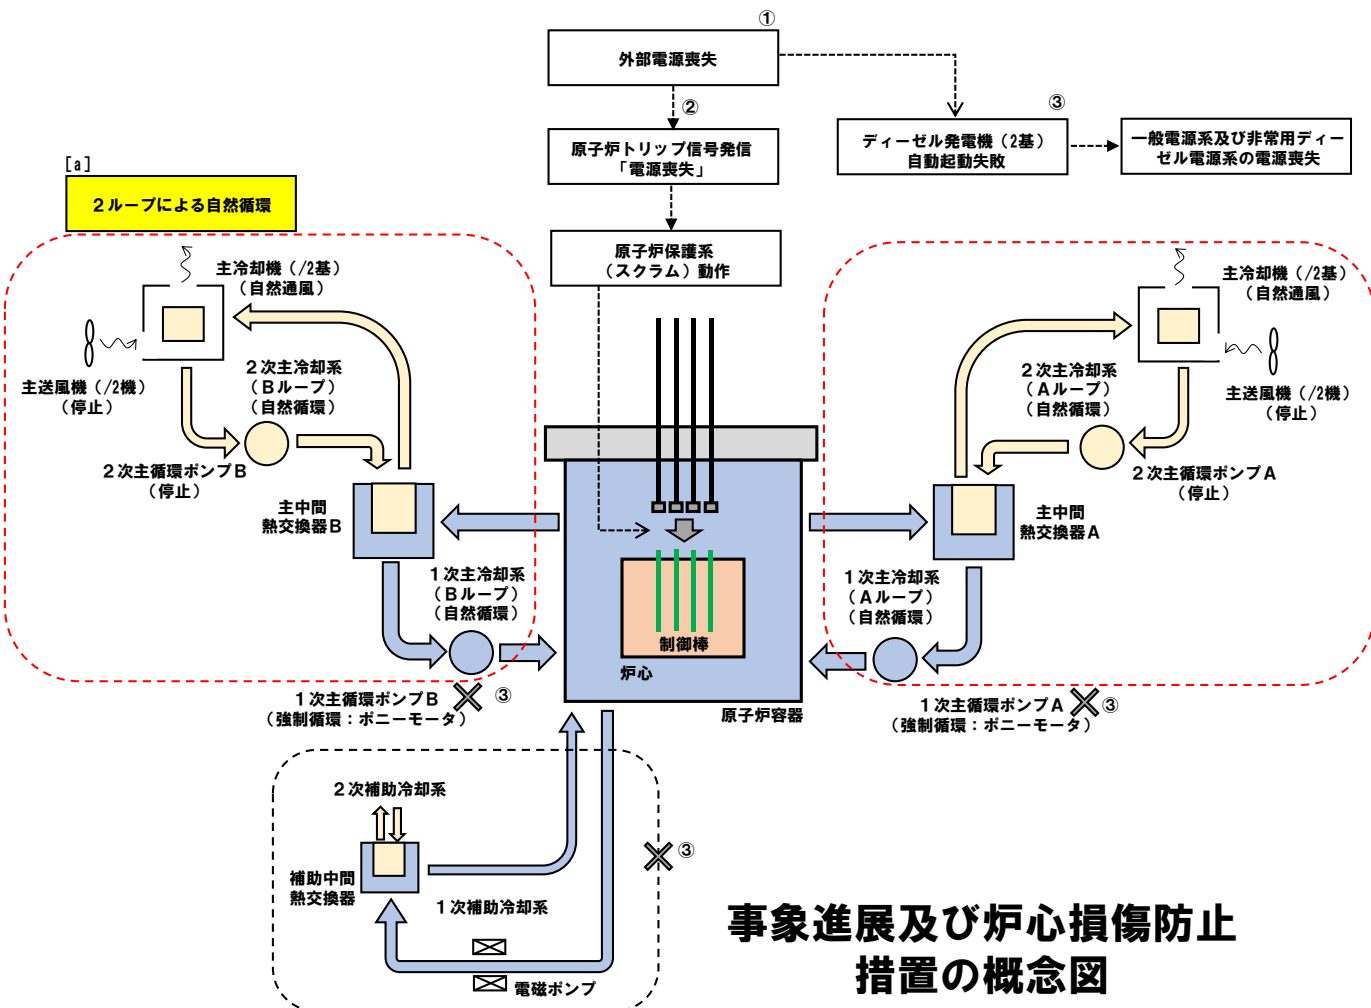 ①
外部電源喪失
②
③
原子炉トリップ信号発信
「電源喪失」
ディーゼル発電機(2基)
自動起動失敗
一般電源系及び非常用ディー
ゼル電源系の電源喪失
[a]
2ループによる自然循環
原子炉保護系
(スクラム)動作
主冷却機(/2基)
(自然通風)
主送風機(/2機)
(停止)
2次主冷却系
(Bループ)
(自然循環)
2次主循環ポンプB
(停止)
主中間
熱交換器B
1次主冷却系
(Bループ)
(自然循環)
1次主循環ポンプB
(強制循環:ポニーモータ)
③
制御棒
炉心
原子炉容器
主冷却機(/2基)
(自然通風)
主送風機(/2機)
(停止)
2次主冷却系
(Aループ)
(自然循環)
2次主循環ポンプA
(停止)
主中間
熱交換器A
1次主冷却系
(Aループ)
(自然循環)
1次主循環ポンプA
(強制循環:ポニーモータ)
③
2次補助冷却系
③
補助中間
熱交換器
1次補助冷却系
電磁ポンプ
事象進展及び炉心損傷防止
措置の概念図